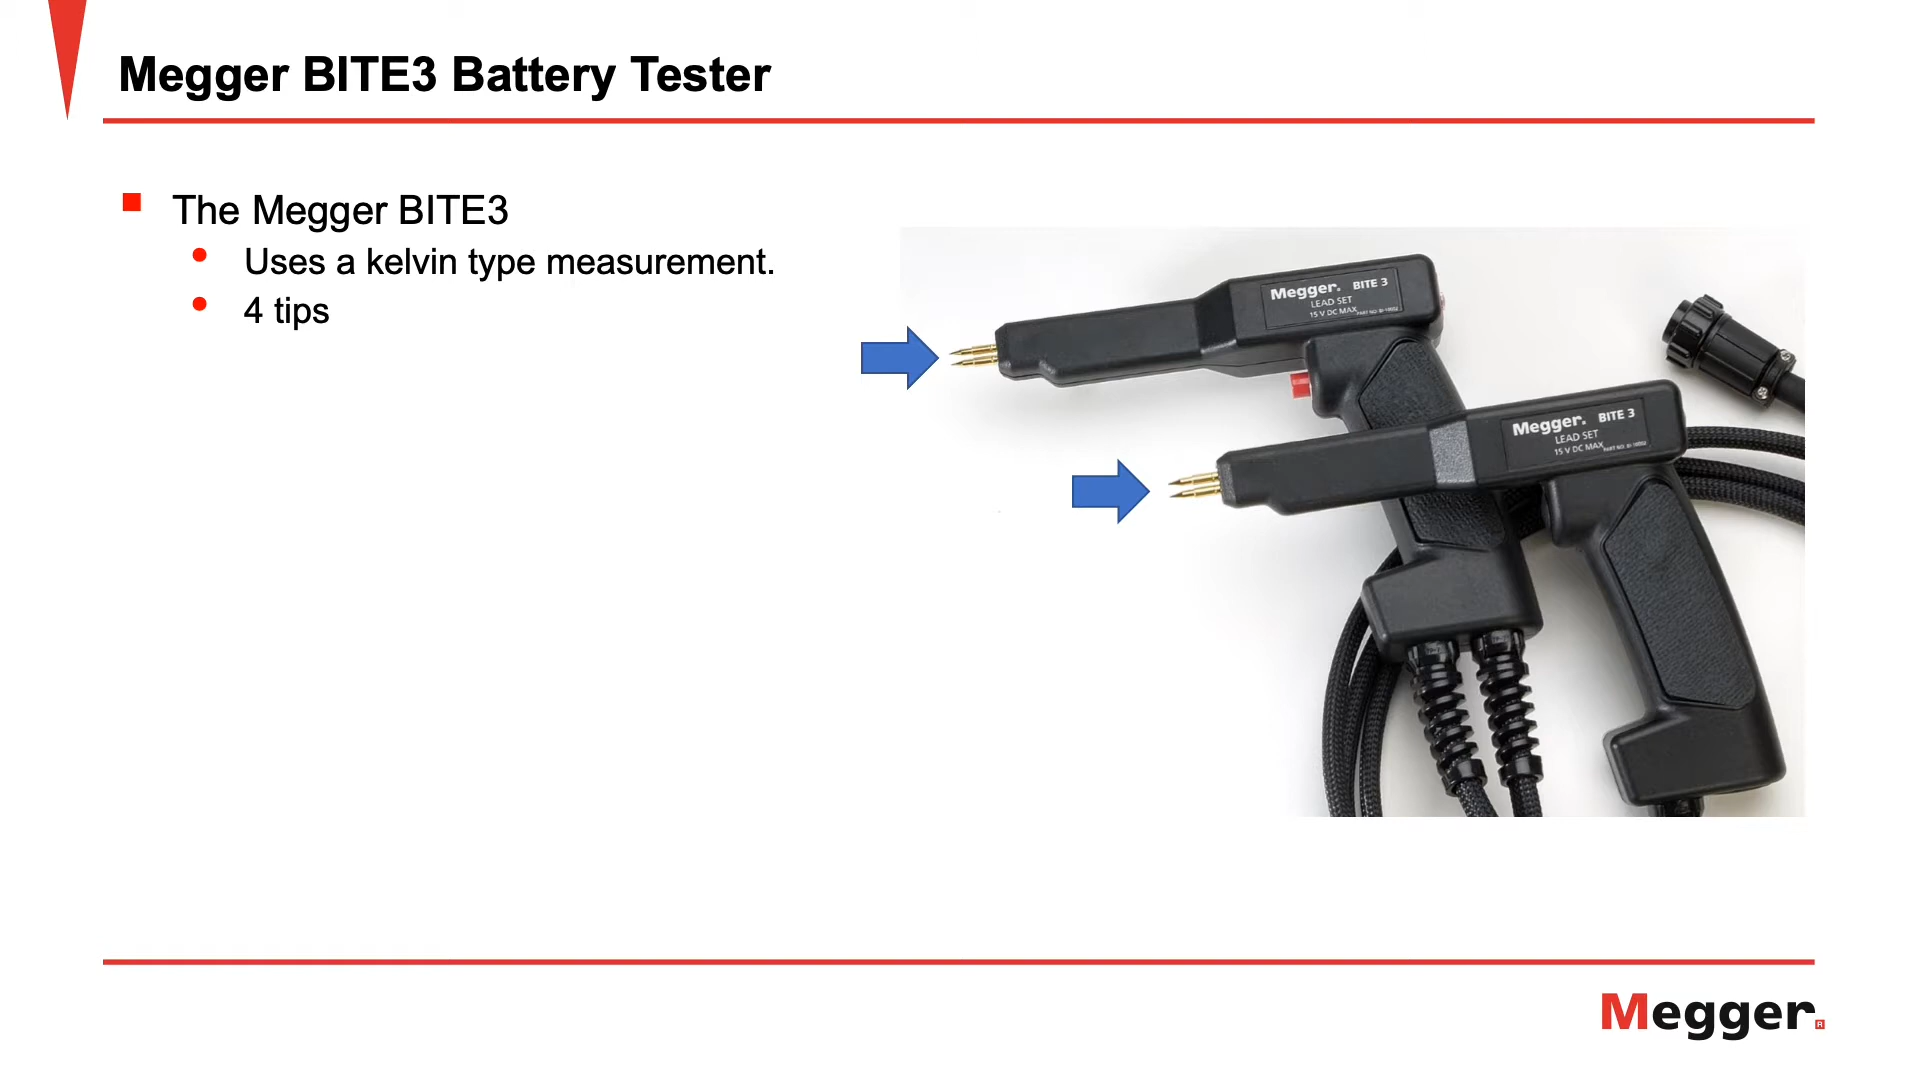 Megger BITE3 Battery Tester
The Megger BITE3
Uses a kelvin type measurement.
4 tips
Megger. BITE 3
LEAD SET
15 V DC MAX
Megger. BITE 3
LEAD SET
15 V DC MAX
Megger.